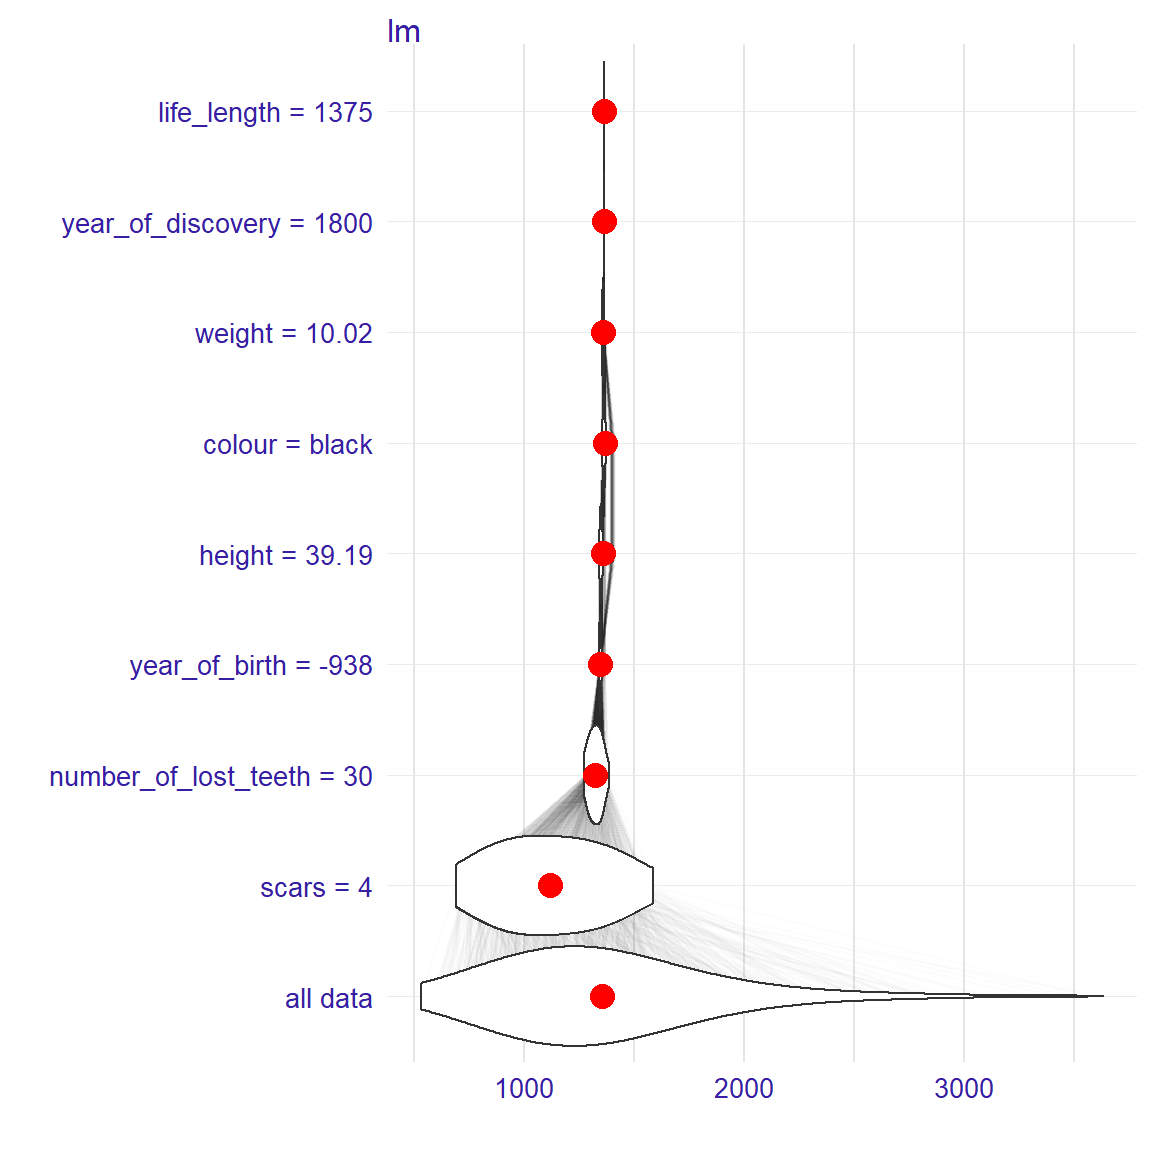 lm
life_length = 1375
year_of_discovery = 1800
weight = 10.02
colour = black
height = 39.19
year_of_birth = -938
number_of_lost_teeth = 30
scars = 4
all data
1000 2000 3000